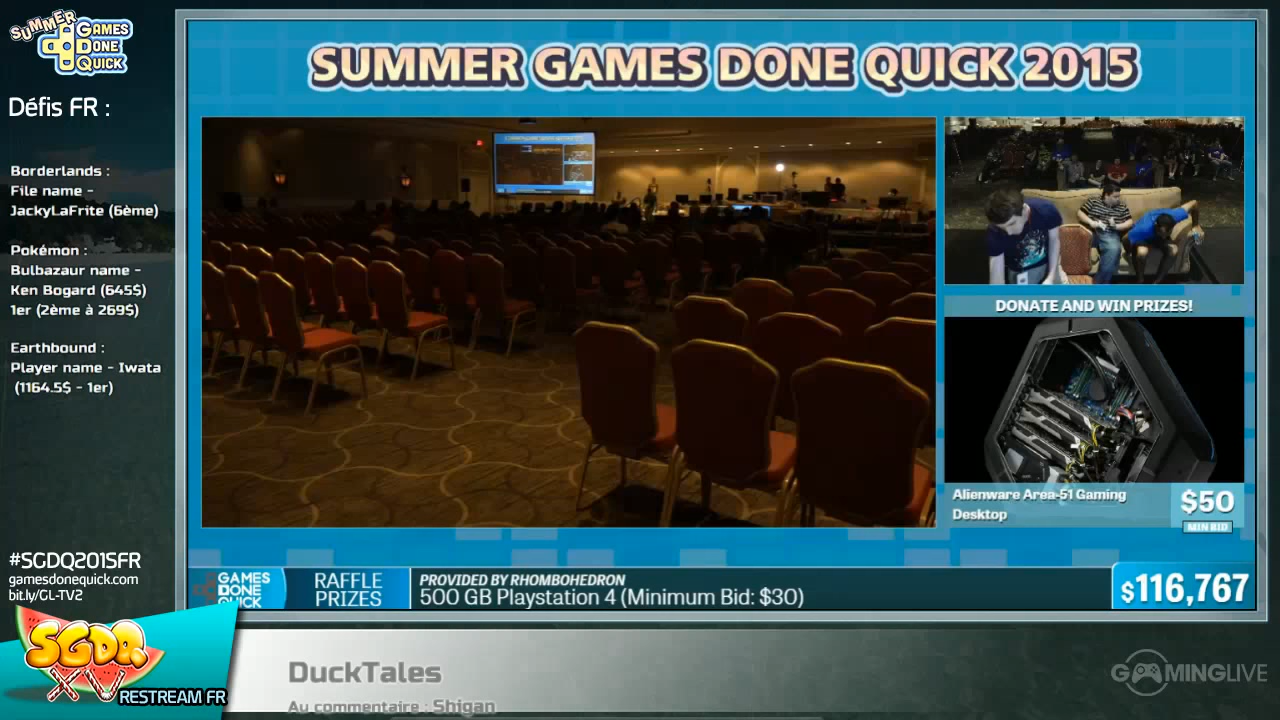 SUMMER
GAMES
DONE
QUICK
Défis FR :
Borderlands :
File name -
JackyLaFrite (6ème)
Pokémon :
Bulbazaur name -
Ken Bogard (645$)
1er (2ème à 269$)
Earthbound :
Player name - Iwata
(1164.5$ - 1er)
#SGDQ2015FR
gamesdonequick.com
bit.ly/GL-TV2
SGDQ
XV
RESTREAM FR
SUMMER GAMES DONE QUICK 2015
DONATE AND WIN PRIZES!
Alienware Area-51 Gaming
Desktop
$50
MIN BID
GAMES
DONE
QUICK
RAFFLE
PRIZES
PROVIDED BY RHOMBOHEDRON
500 GB Playstation 4 (Minimum Bid: $30)
$116,767
DuckTales
Au commentaire : Shigan
GAMINGLIVE